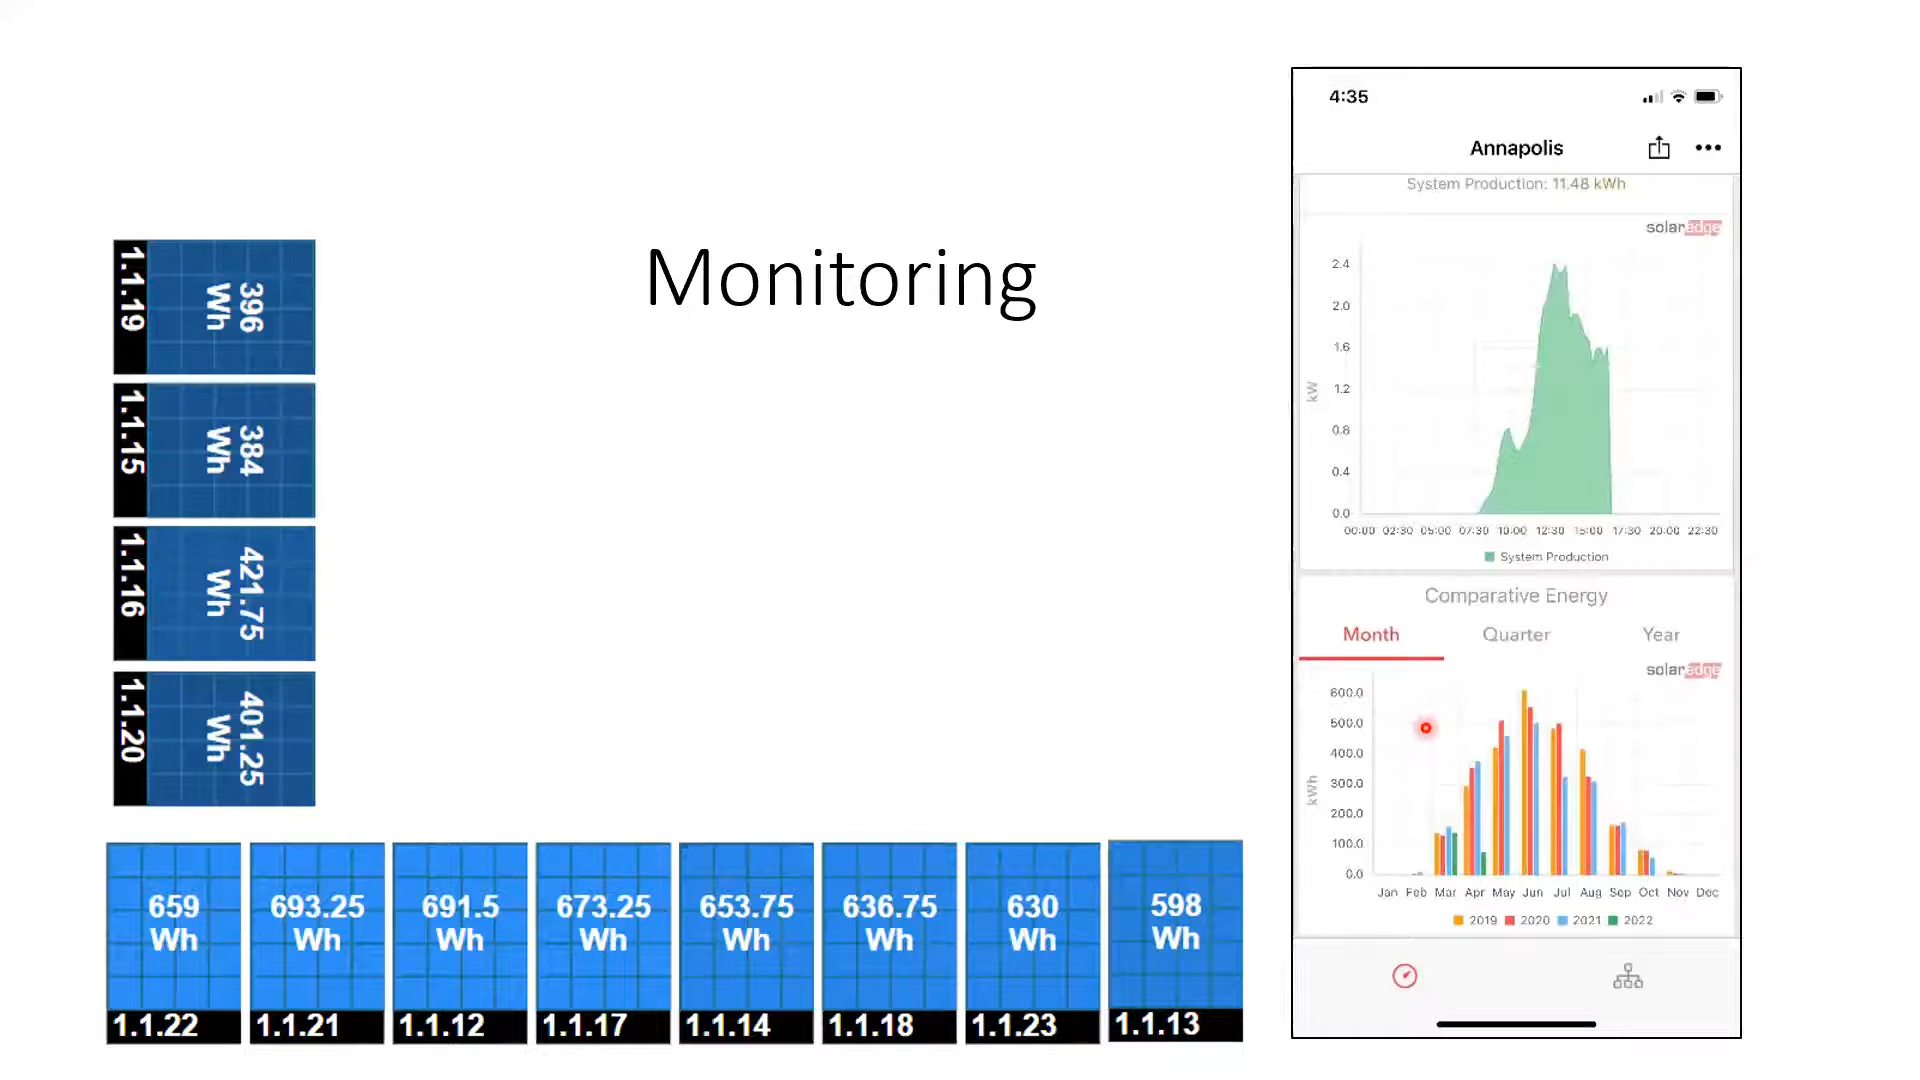 Monitoring
1.1.19
396
Wh
1.1.15
384
Wh
1.1.16
421.75
Wh
1.1.20
401.25
Wh
659
Wh
1.1.22
693.25
Wh
1.1.21
691.5
Wh
1.1.12
673.25
Wh
1.1.17
653.75
Wh
1.1.14
636.75
Wh
1.1.18
630
Wh
1.1.23
598
Wh
1.1.13
4:35
Annapolis
System Production: 11.48 kWh
solaredge
kW
2.4
2.0
1.6
1.2
0.8
0.4
0.0
00:00 02:30 05:00 07:30 10:00 12:30 15:00 17:30 20:00 22:30
System Production
Comparative Energy
Month Quarter Year
solaredge
kWh
600.0
500.0
400.0
300.0
200.0
100.0
0.0
Jan Feb Mar Apr May Jun Jul Aug Sep Oct Nov Dec
2019 2020 2021 2022